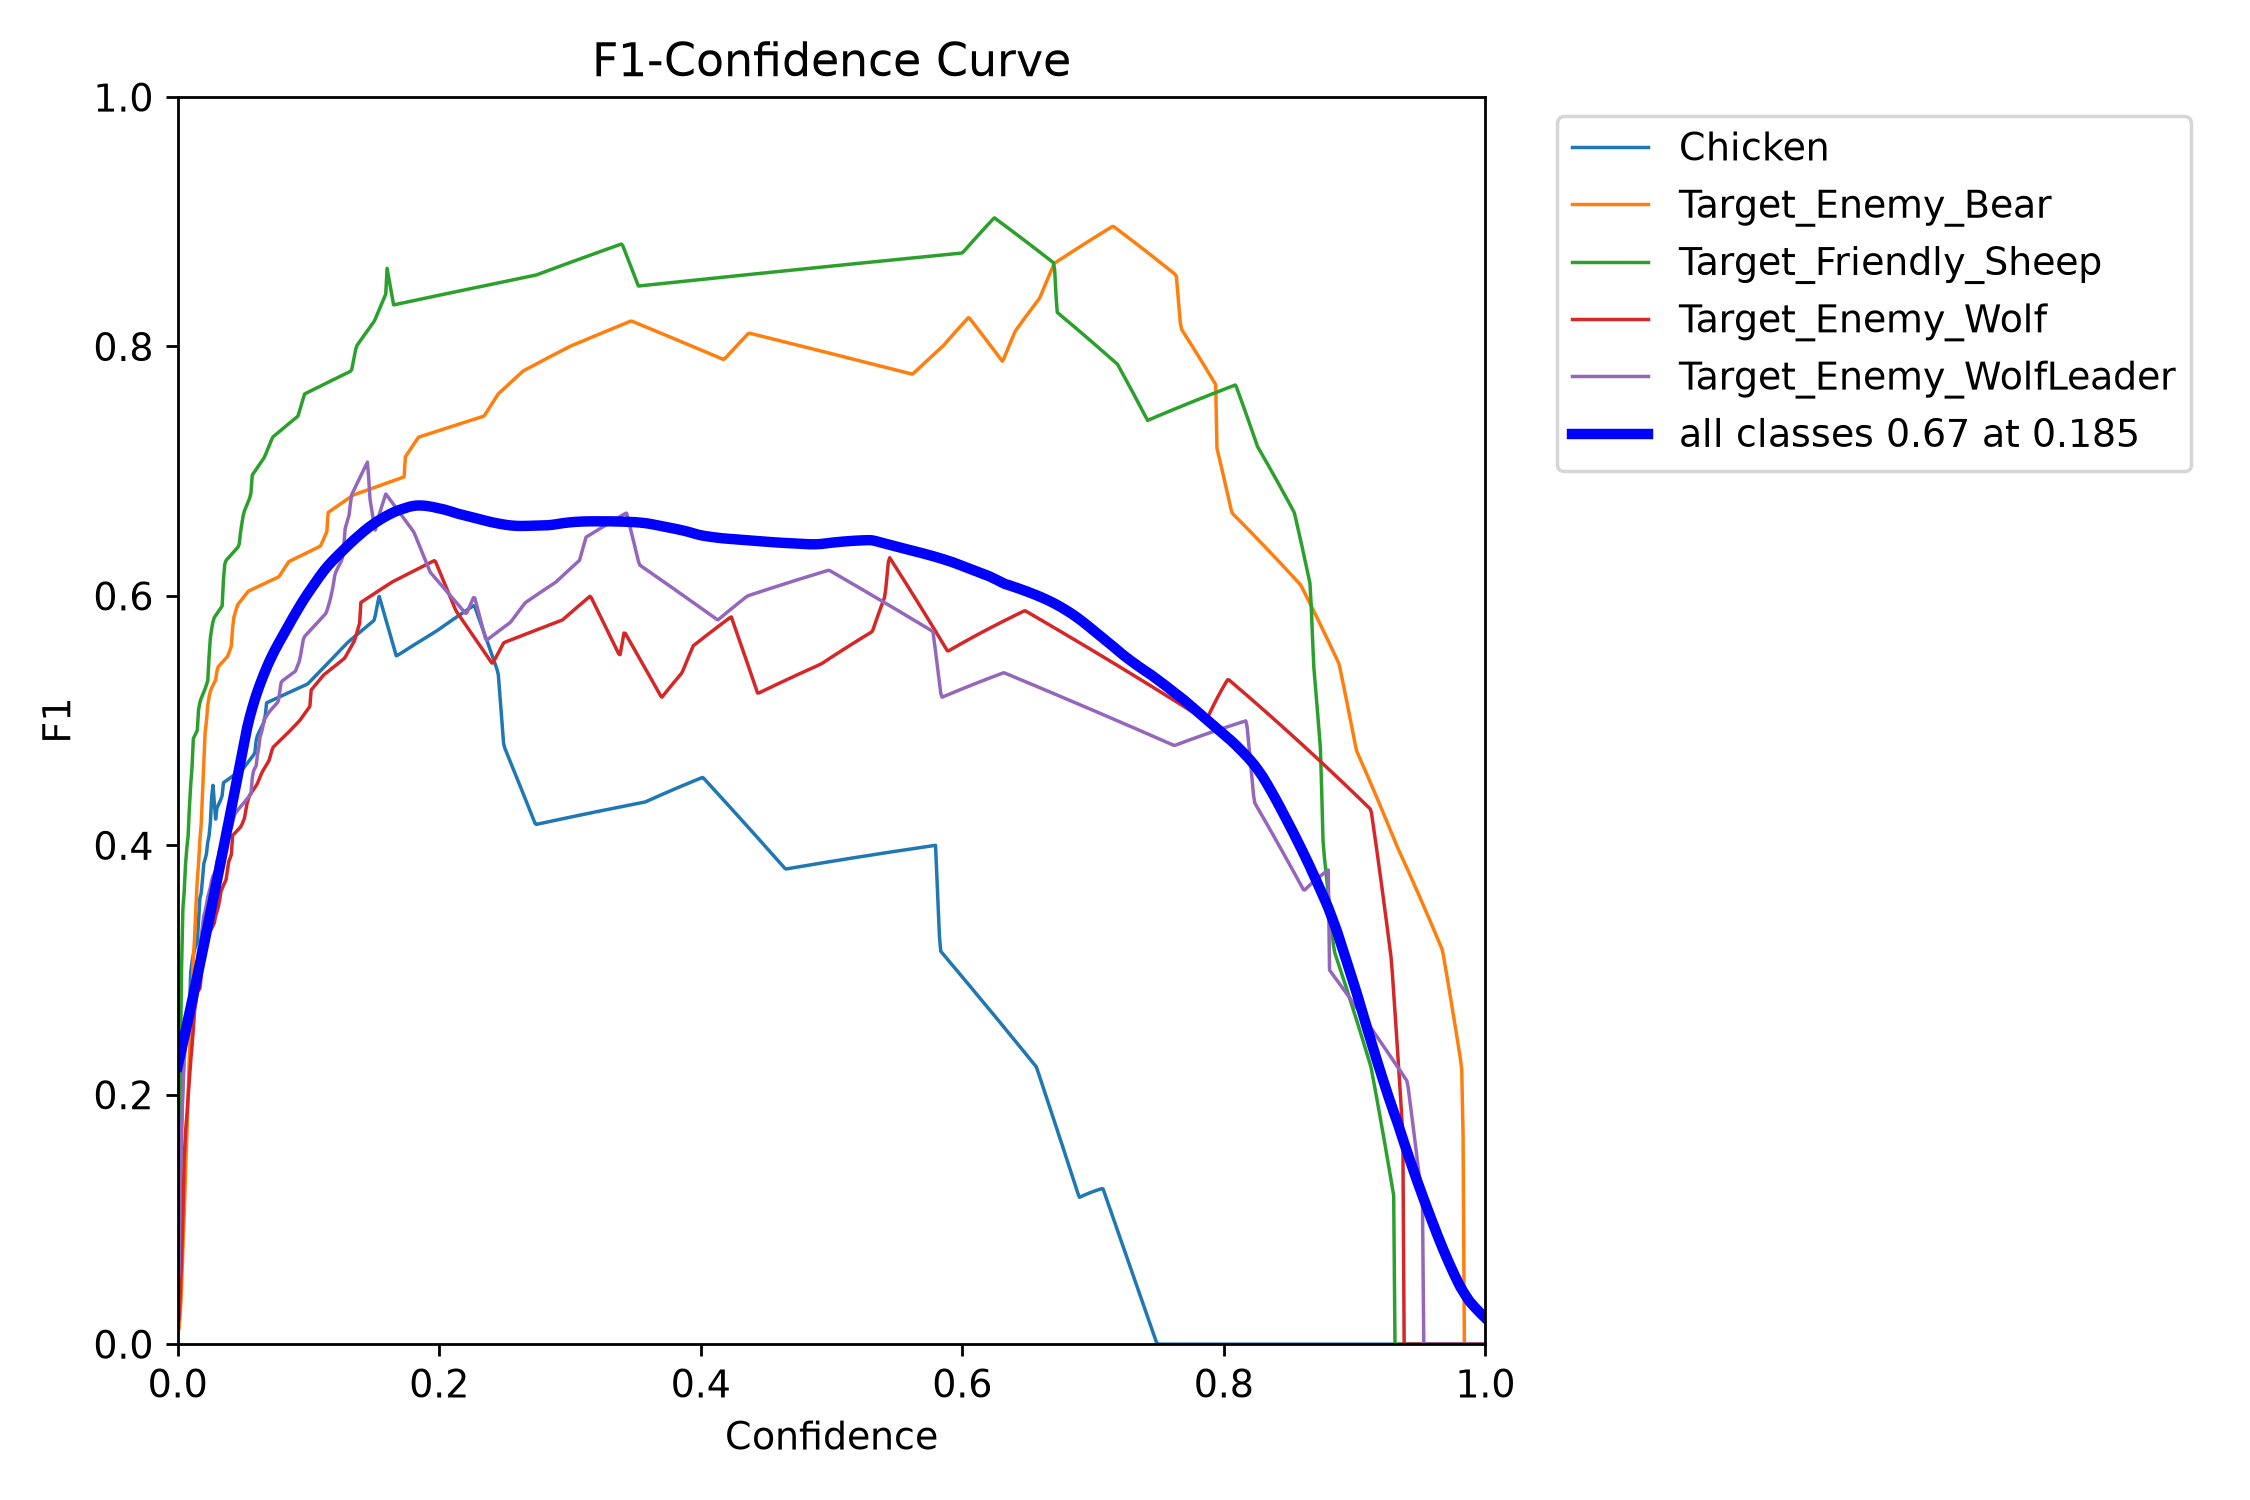 F1-Confidence Curve
1.0
0.8
0.6
0.4
0.2
0.0
F1
0.0 0.2 0.4 0.6 0.8 1.0
Confidence
Chicken
Target_Enemy_Bear
Target_Friendly_Sheep
Target_Enemy_Wolf
Target_Enemy_WolfLeader
all classes 0.67 at 0.185